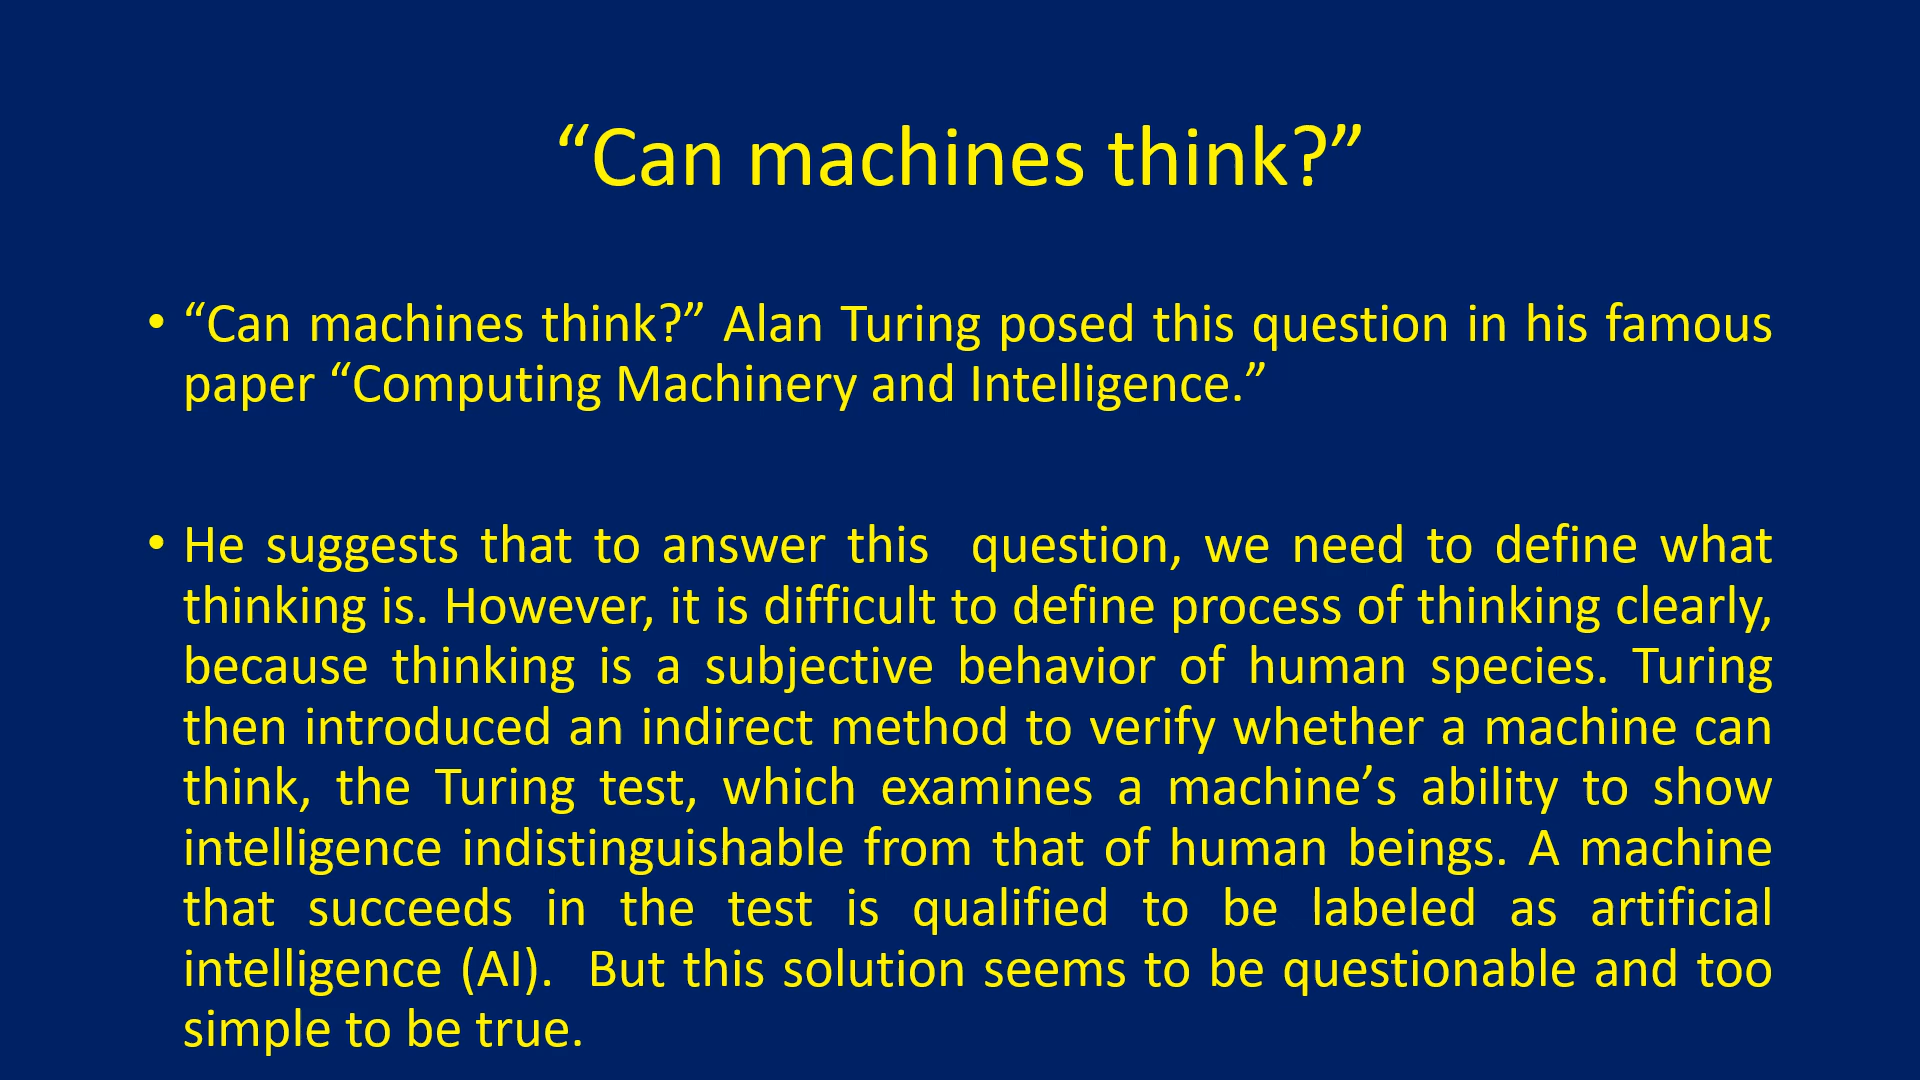 “Can machines think?”
• “Can machines think?” Alan Turing posed this question in his famous
paper “Computing Machinery and Intelligence.”
• He suggests that to answer this  question, we need to define what
thinking is. However, it is difficult to define process of thinking clearly,
because thinking is a subjective behavior of human species. Turing
then introduced an indirect method to verify whether a machine can
think, the Turing test, which examines a machine’s ability to show
intelligence indistinguishable from that of human beings. A machine
that succeeds in the test is qualified to be labeled as artificial
intelligence (AI).  But this solution seems to be questionable and too
simple to be true.